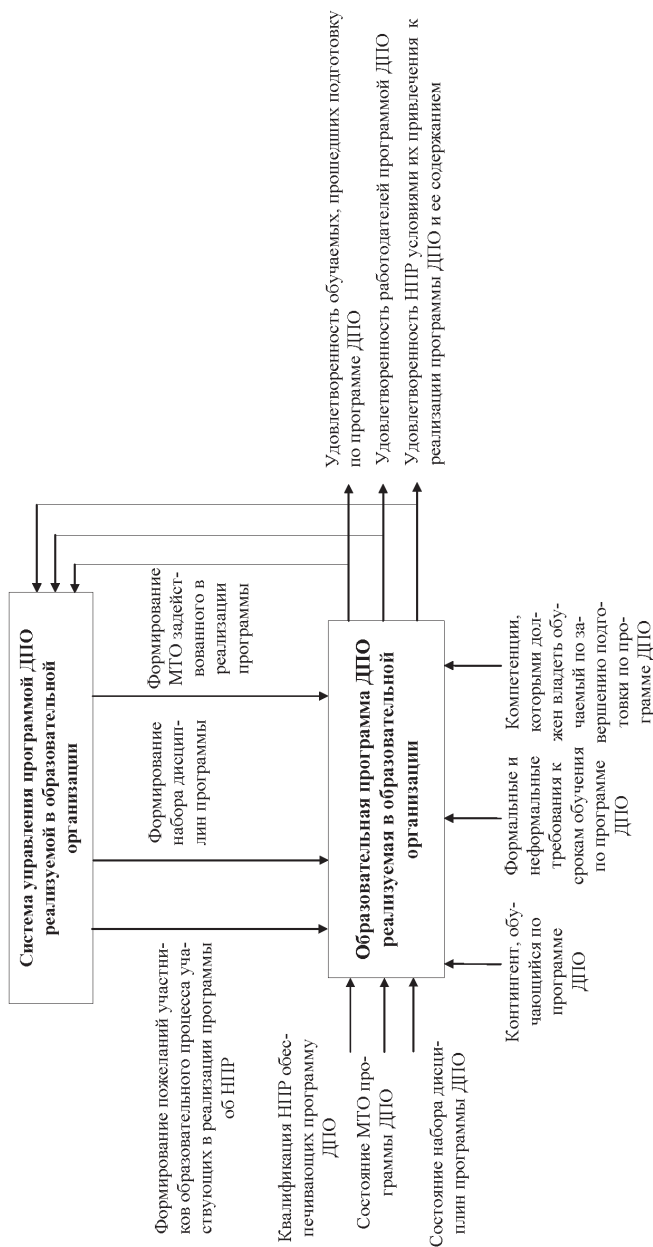 Система управления программой ДПО
реализуемой в образовательной
организации
Формирование пожеланий участни-
ков образовательного процесса уча-
ствующих в реализации программы
об НПР
Формирование
набора дисцип-
лин программы
Формирование
МТО задейст-
вованного в
реализации
программы
Квалификация НПР обес-
печивающих программу
ДПО
Состояние МТО про-
граммы ДПО
Состояние набора дисци-
плин программы ДПО
Образовательная программа ДПО
реализуемая в образовательной
организации
Удовлетворенность обучаемых, прошедших подготовку
по программе ДПО
Удовлетворенность работодателей программой ДПО
Удовлетворенность НПР условиями их привлечения к
реализации программы ДПО и ее содержанием
Контингент, обу-
чающийся по
программе
ДПО
Формальные и
неформальные
требования к
срокам обучения
по программе
ДПО
Компетенции,
которыми дол-
жен владеть обу-
чаемый по за-
вершению подго-
товки по про-
грамме ДПО